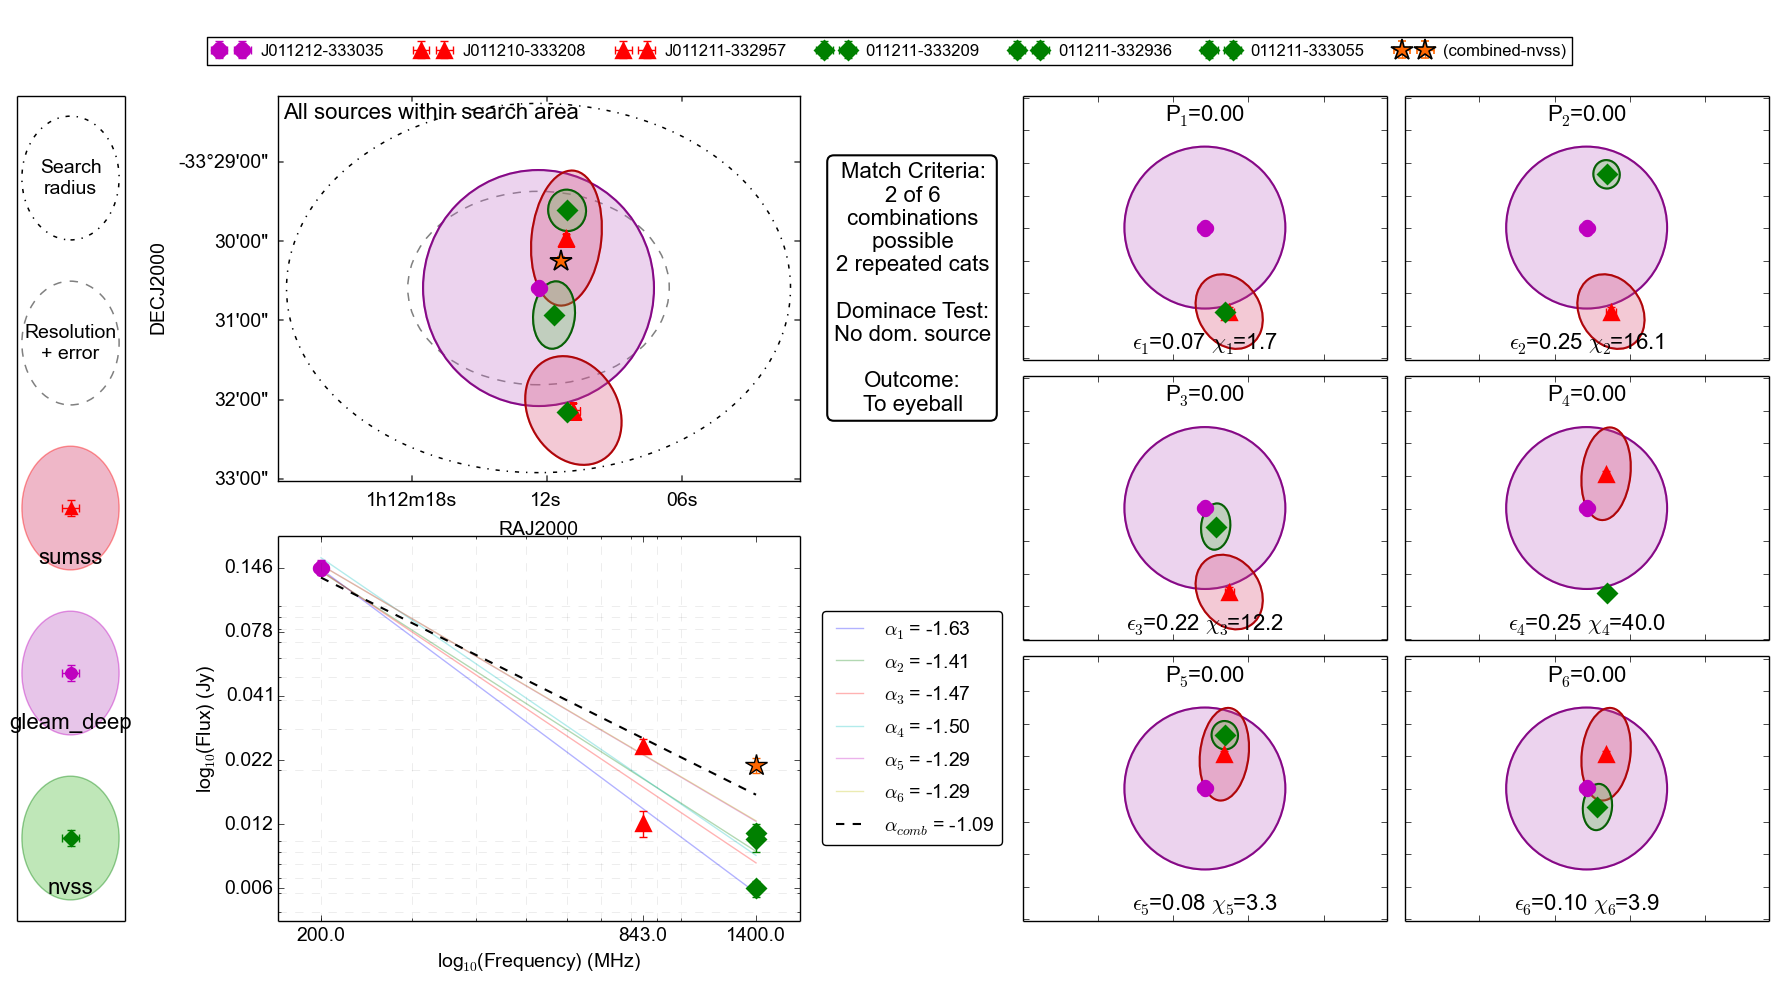 J011212-333035 J011210-333208 J011211-332957 011211-333209 011211-332936 011211-333055 (combined-nvss)
Search
radius
Resolution
+ error
sumss
gleam_deep
nvss
All sources within search area
DECJ2000
-33°29'00"
30'00"
31'00"
32'00"
33'00"
1h12m18s 12s 06s
RAJ2000
Match Criteria:
2 of 6
combinations
possible
2 repeated cats
Dominace Test:
No dom. source
Outcome:
To eyeball
log₁₀(Flux) (Jy)
0.146
0.078
0.041
0.022
0.012
0.006
200.0 843.0 1400.0
log₁₀(Frequency) (MHz)
α₁ = -1.63
α₂ = -1.41
α₃ = -1.47
α₄ = -1.50
α₅ = -1.29
α₆ = -1.29
α_comb = -1.09
P₁=0.00
ϵ₁=0.07 χ₁=1.7
P₂=0.00
ϵ₂=0.25 χ₂=16.1
P₃=0.00
ϵ₃=0.22 χ₃=12.2
P₄=0.00
ϵ₄=0.25 χ₄=40.0
P₅=0.00
ϵ₅=0.08 χ₅=3.3
P₆=0.00
ϵ₆=0.10 χ₆=3.9